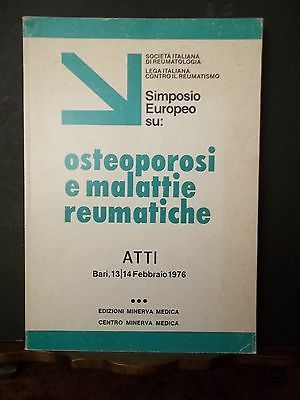 SOCIETÀ ITALIANA
DI REUMATOLOGIA
LEGA ITALIANA
CONTRO IL REUMATISMO
Simposio
Europeo
su:
osteoporosi
e malattie
reumatiche
ATTI
Bari, 13|14 Febbraio 1976
EDIZIONI MINERVA MEDICA
CENTRO MINERVA MEDICA